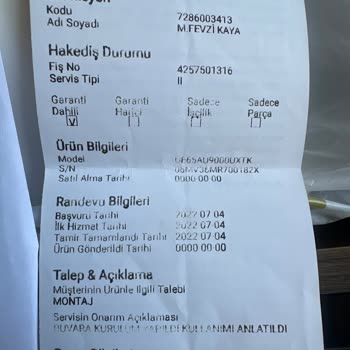 Kodu 7286003413
Adı Soyadı M.FEVZİ KAYA
Hakediş Durumu
Fiş No 4257501316
Servis Tipi II
Garanti Garanti Sadece Sadece
Dahili Harici İşçilik Parça
Ürün Bilgileri
Model
S/N 06MV36MR700182X
Satıl Alma Tarihi 0000 00 00
Randevu Bilgileri
Başvuru Tarihi 2022 07 04
İlk Hizmet Tarihi 2022 07 04
Tamir Tamamlandı Tarihi 2022 07 04
Ürün Gönderildi Tarihi 0000 00 00
Talep & Açıklama
Müşterinin Ürünle Ilgili Talebi
MONTAJ
Servisin Onarım Açıklaması
DUVARA KURULUM YAPILDI KULLANIMI ANLATILDI